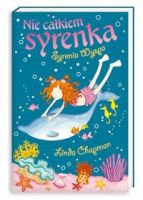 Nie całkiem
syrenka
Syrenia Wyspa
Linda Chapman